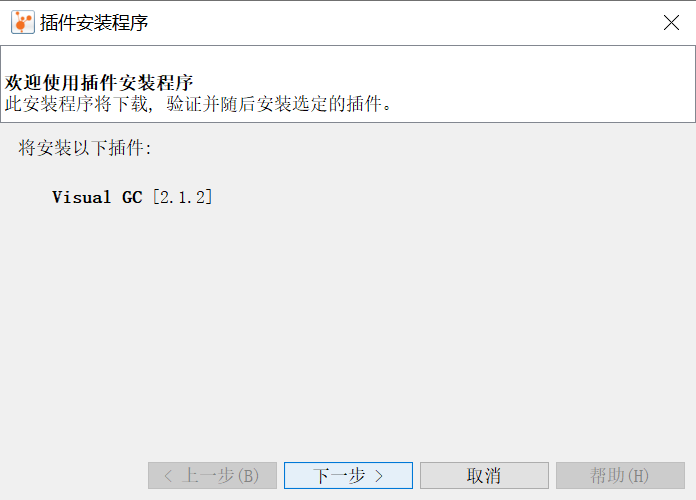 插件安装程序
欢迎使用插件安装程序
此安装程序将下载, 验证并随后安装选定的插件。
将安装以下插件:
Visual GC [2.1.2]
< 上一步(B) 下一步 > 取消 帮助(H)